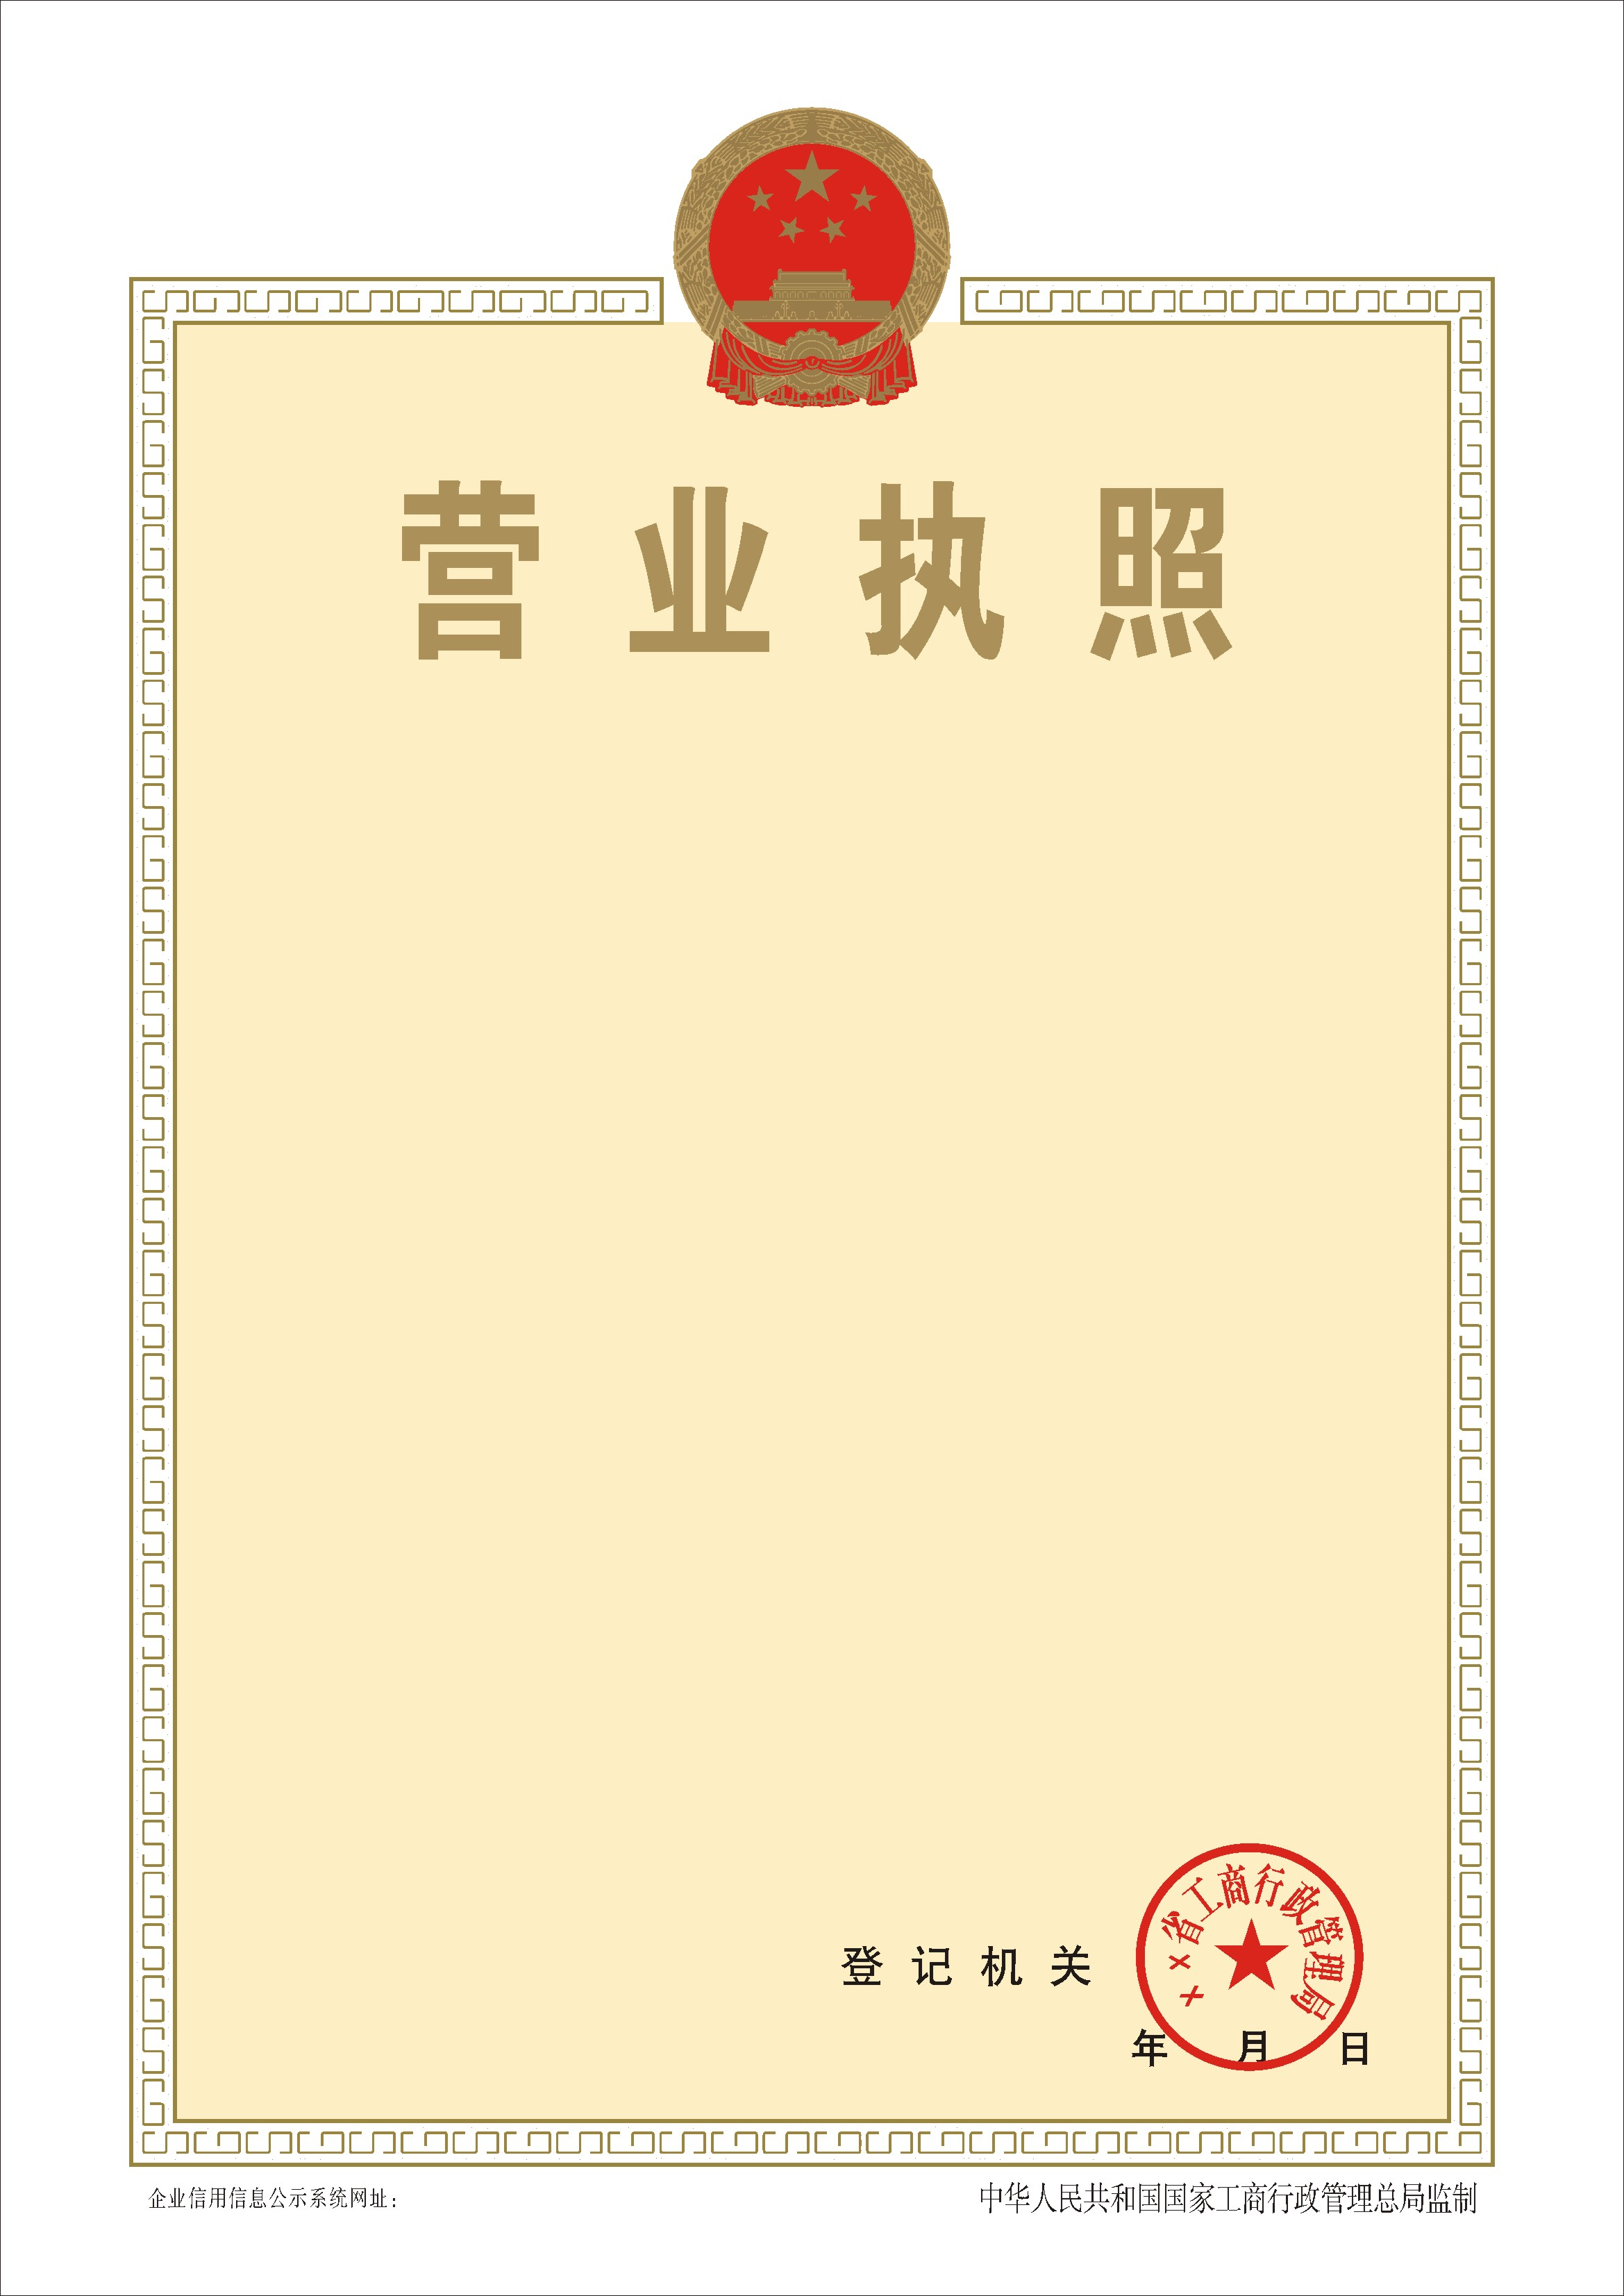 营业执照
××省工商行政管理局
登记机关
年 月 日
企业信用信息公示系统网址:
中华人民共和国国家工商行政管理总局监制